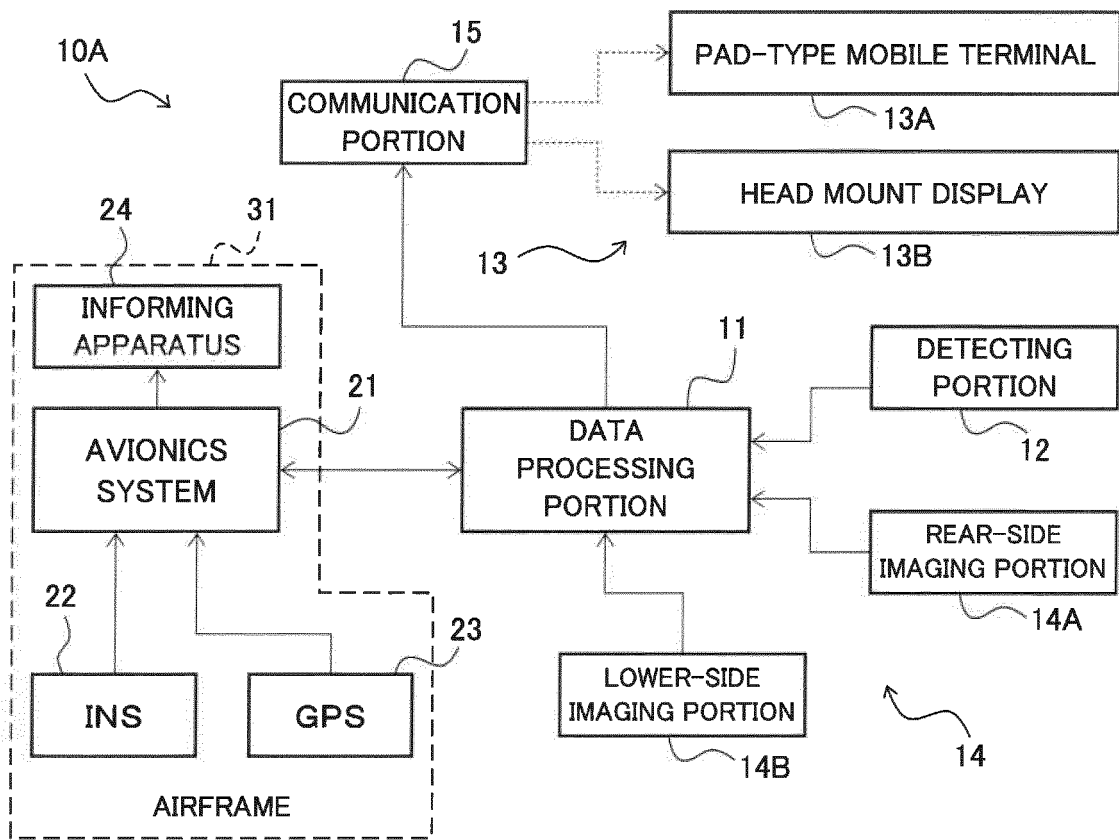 10A
15
COMMUNICATION
PORTION
PAD-TYPE MOBILE TERMINAL
13A
HEAD MOUNT DISPLAY
13B
13
24
31
INFORMING
APPARATUS
21
AVIONICS
SYSTEM
11
DATA
PROCESSING
PORTION
DETECTING
PORTION
12
REAR-SIDE
IMAGING PORTION
14A
22
INS
23
GPS
LOWER-SIDE
IMAGING PORTION
14B
14
AIRFRAME